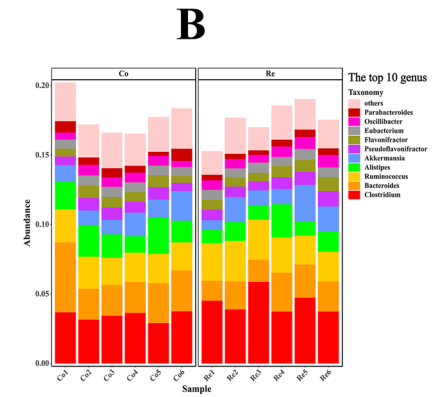 B
Co
Re
0.20
0.15
0.10
0.05
0.00
Abundance
Co1
Co2
Co3
Co4
Co5
Co6
Re1
Re2
Re3
Re4
Re5
Re6
Sample
The top 10 genus
Taxonomy
others
Parabacteroides
Oscillibacter
Eubacterium
Flavonifractor
Pseudoflavonifractor
Akkermansia
Alistipes
Ruminococcus
Bacteroides
Clostridium